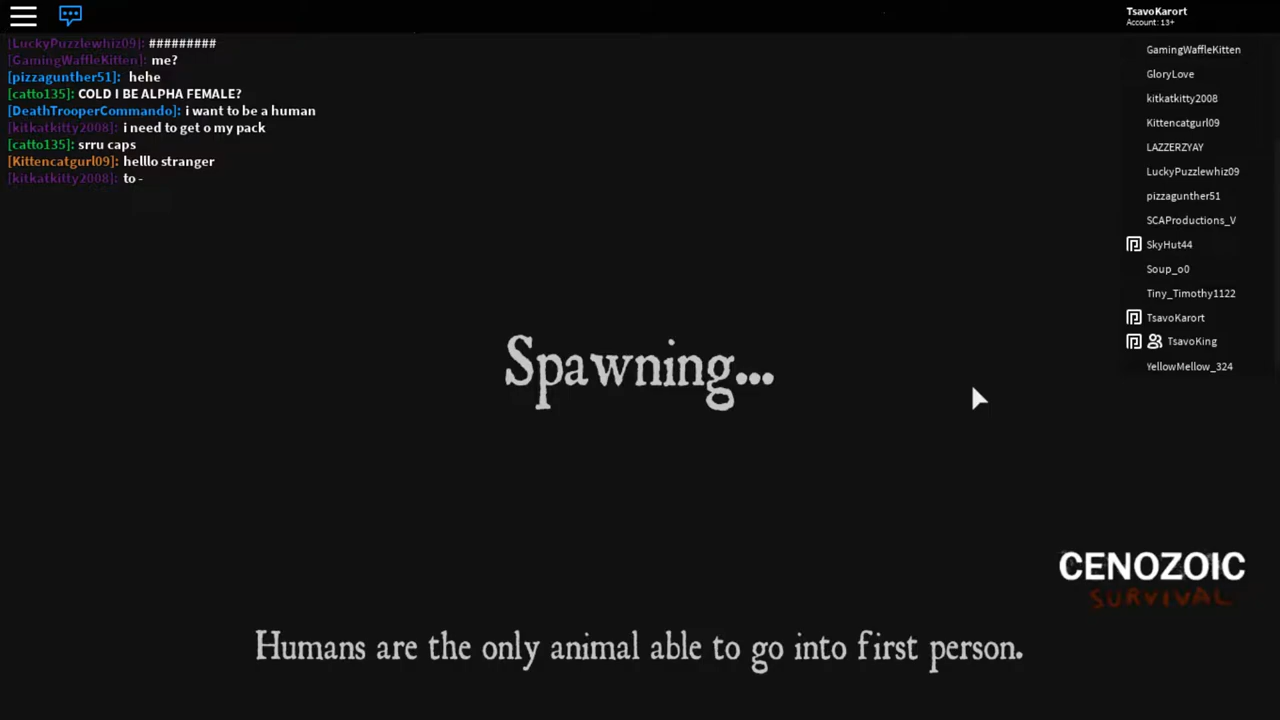 TsavoKarort
Account: 13+
[LuckyPuzzlewhiz09]: #########
[GamingWaffleKitten]: me?
[pizzagunther51]: hehe
[catto135]: COLD I BE ALPHA FEMALE?
[DeathTrooperCommando]: i want to be a human
[kitkatkitty2008]: i need to get o my pack
[catto135]: srru caps
[Kittencatgurl09]: helllo stranger
[kitkatkitty2008]: to -
GamingWaffleKitten
GloryLove
kitkatkitty2008
Kittencatgurl09
LAZZERZYAY
LuckyPuzzlewhiz09
pizzagunther51
SCAProductions_V
SkyHut44
Soup_o0
Tiny_Timothy1122
TsavoKarort
TsavoKing
YellowMellow_324
Spawning...
CENOZOIC
SURVIVAL
Humans are the only animal able to go into first person.